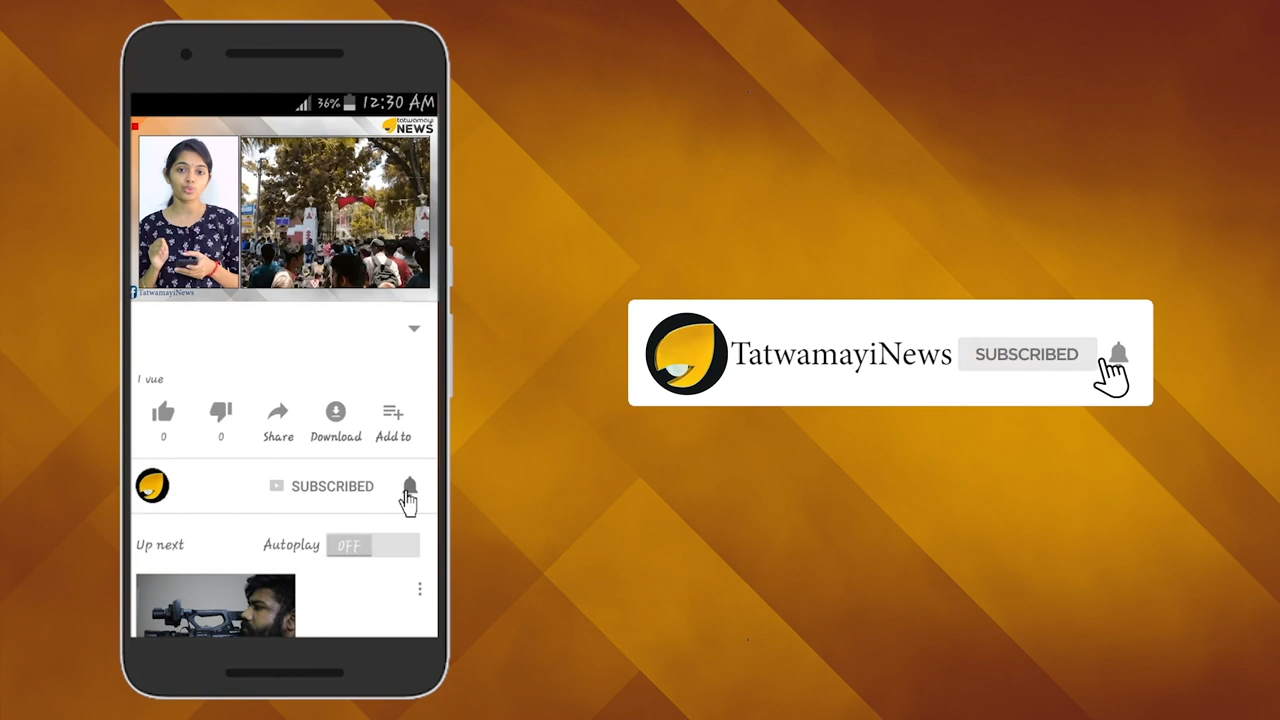 36% 12:30 AM
tatwamayi
NEWS
TatwamayiNews
1 vue
0
0
Share
Download
Add to
SUBSCRIBED
Up next
Autoplay
OFF
TatwamayiNews
SUBSCRIBED